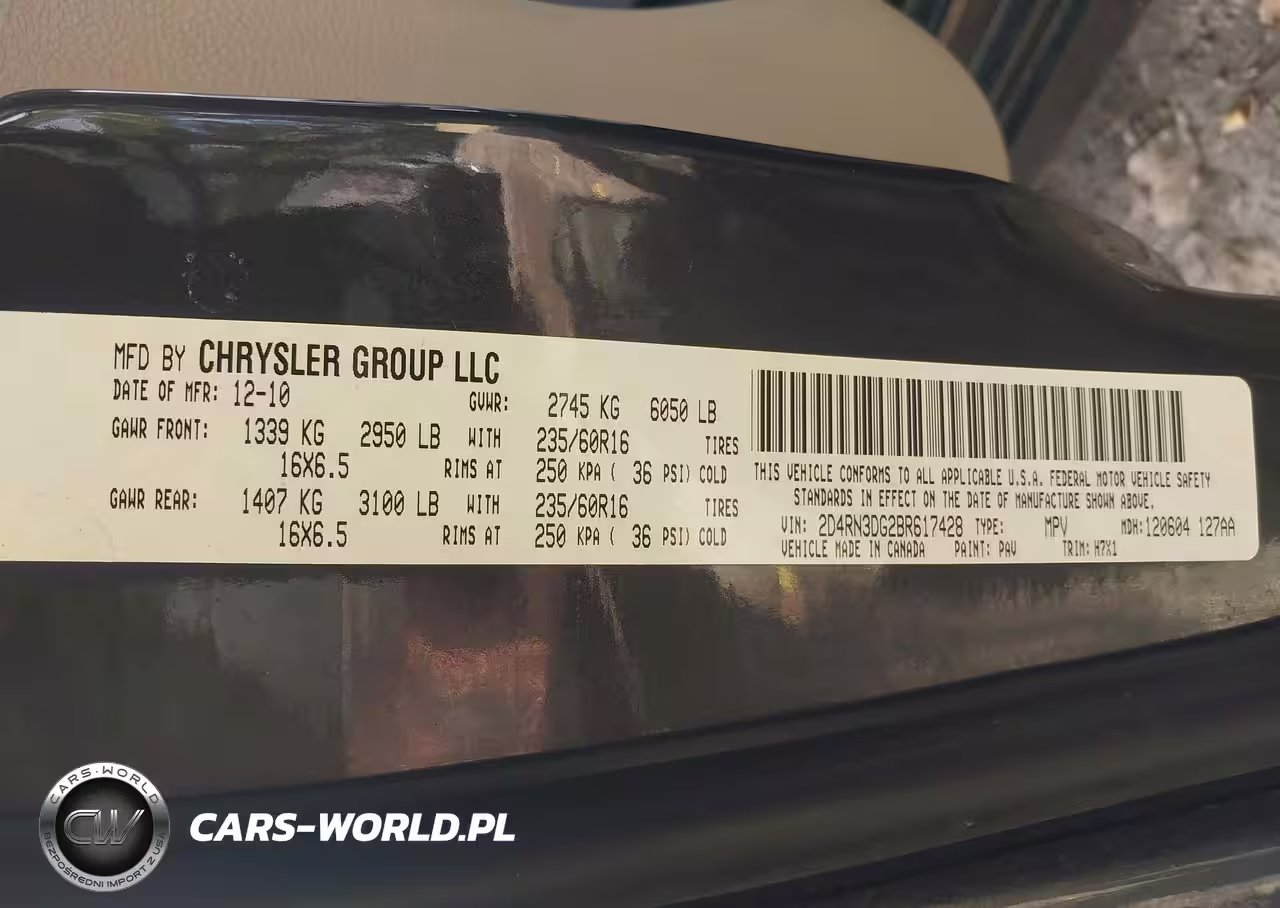 MFD BY CHRYSLER GROUP LLC
DATE OF MFR: 12-10 GVWR: 2745 KG 6050 LB
GAWR FRONT: 1339 KG 2950 LB WITH 235/60R16 TIRES
16X6.5 RIMS AT 250 KPA ( 36 PSI) COLD
GAWR REAR: 1407 KG 3100 LB WITH 235/60R16 TIRES
16X6.5 RIMS AT 250 KPA ( 36 PSI) COLD
THIS VEHICLE CONFORMS TO ALL APPLICABLE U.S.A. FEDERAL MOTOR VEHICLE SAFETY
STANDARDS IN EFFECT ON THE DATE OF MANUFACTURE SHOWN ABOVE.
VIN: 2D4RN3DG2BR617428 TYPE: MPV MDH:120604 127AA
VEHICLE MADE IN CANADA PAINT: PAV TRIM: H7X1
CARS-WORLD
CW
BEZPOŚREDNI IMPORT Z USA
CARS-WORLD.PL